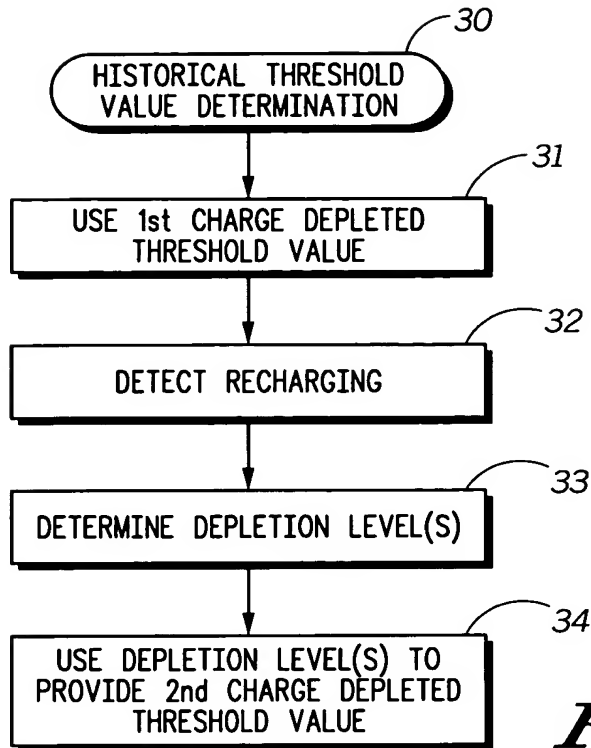 30
HISTORICAL THRESHOLD
VALUE DETERMINATION
31
USE 1st CHARGE DEPLETED
THRESHOLD VALUE
32
DETECT RECHARGING
33
DETERMINE DEPLETION LEVEL(S)
34
USE DEPLETION LEVEL(S) TO
PROVIDE 2nd CHARGE DEPLETED
THRESHOLD VALUE